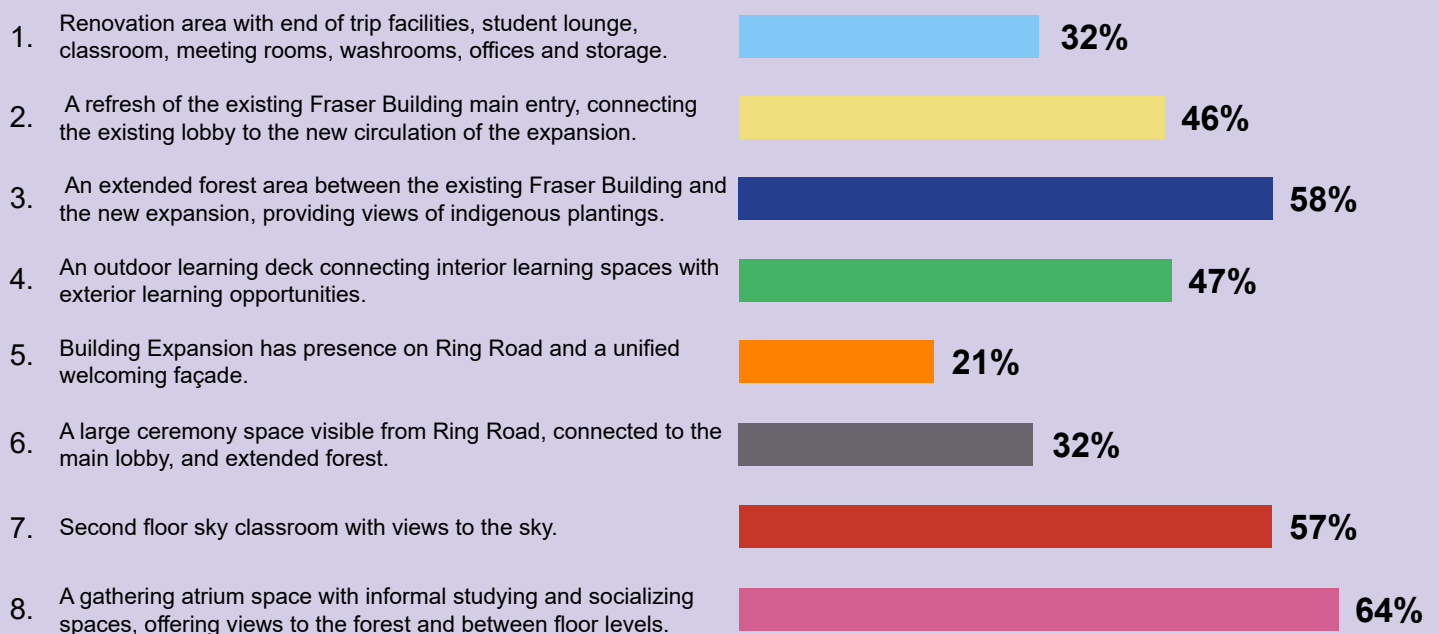 1. Renovation area with end of trip facilities, student lounge,
classroom, meeting rooms, washrooms, offices and storage.
32%
2. A refresh of the existing Fraser Building main entry, connecting
the existing lobby to the new circulation of the expansion.
46%
3. An extended forest area between the existing Fraser Building and
the new expansion, providing views of indigenous plantings.
58%
4. An outdoor learning deck connecting interior learning spaces with
exterior learning opportunities.
47%
5. Building Expansion has presence on Ring Road and a unified
welcoming façade.
21%
6. A large ceremony space visible from Ring Road, connected to the
main lobby, and extended forest.
32%
7. Second floor sky classroom with views to the sky.
57%
8. A gathering atrium space with informal studying and socializing
spaces, offering views to the forest and between floor levels.
64%